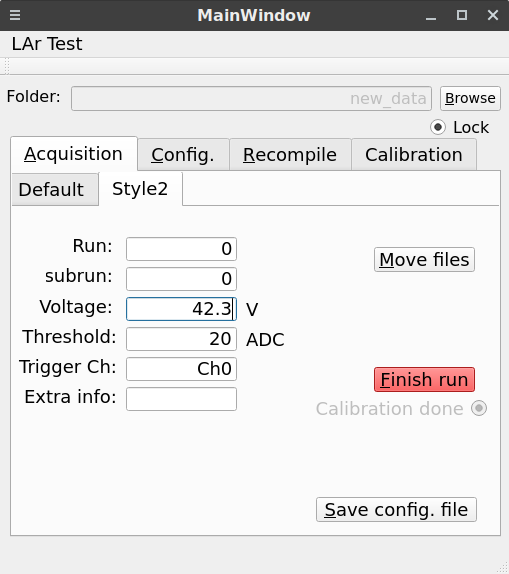 MainWindow
LAr Test
Folder: new_data Browse
Lock
Acquisition Config. Recompile Calibration
Default Style2
Run: 0
Move files
subrun: 0
Voltage: 42.3 V
Threshold: 20 ADC
Trigger Ch: Ch0
Finish run
Extra info:
Calibration done
Save config. file